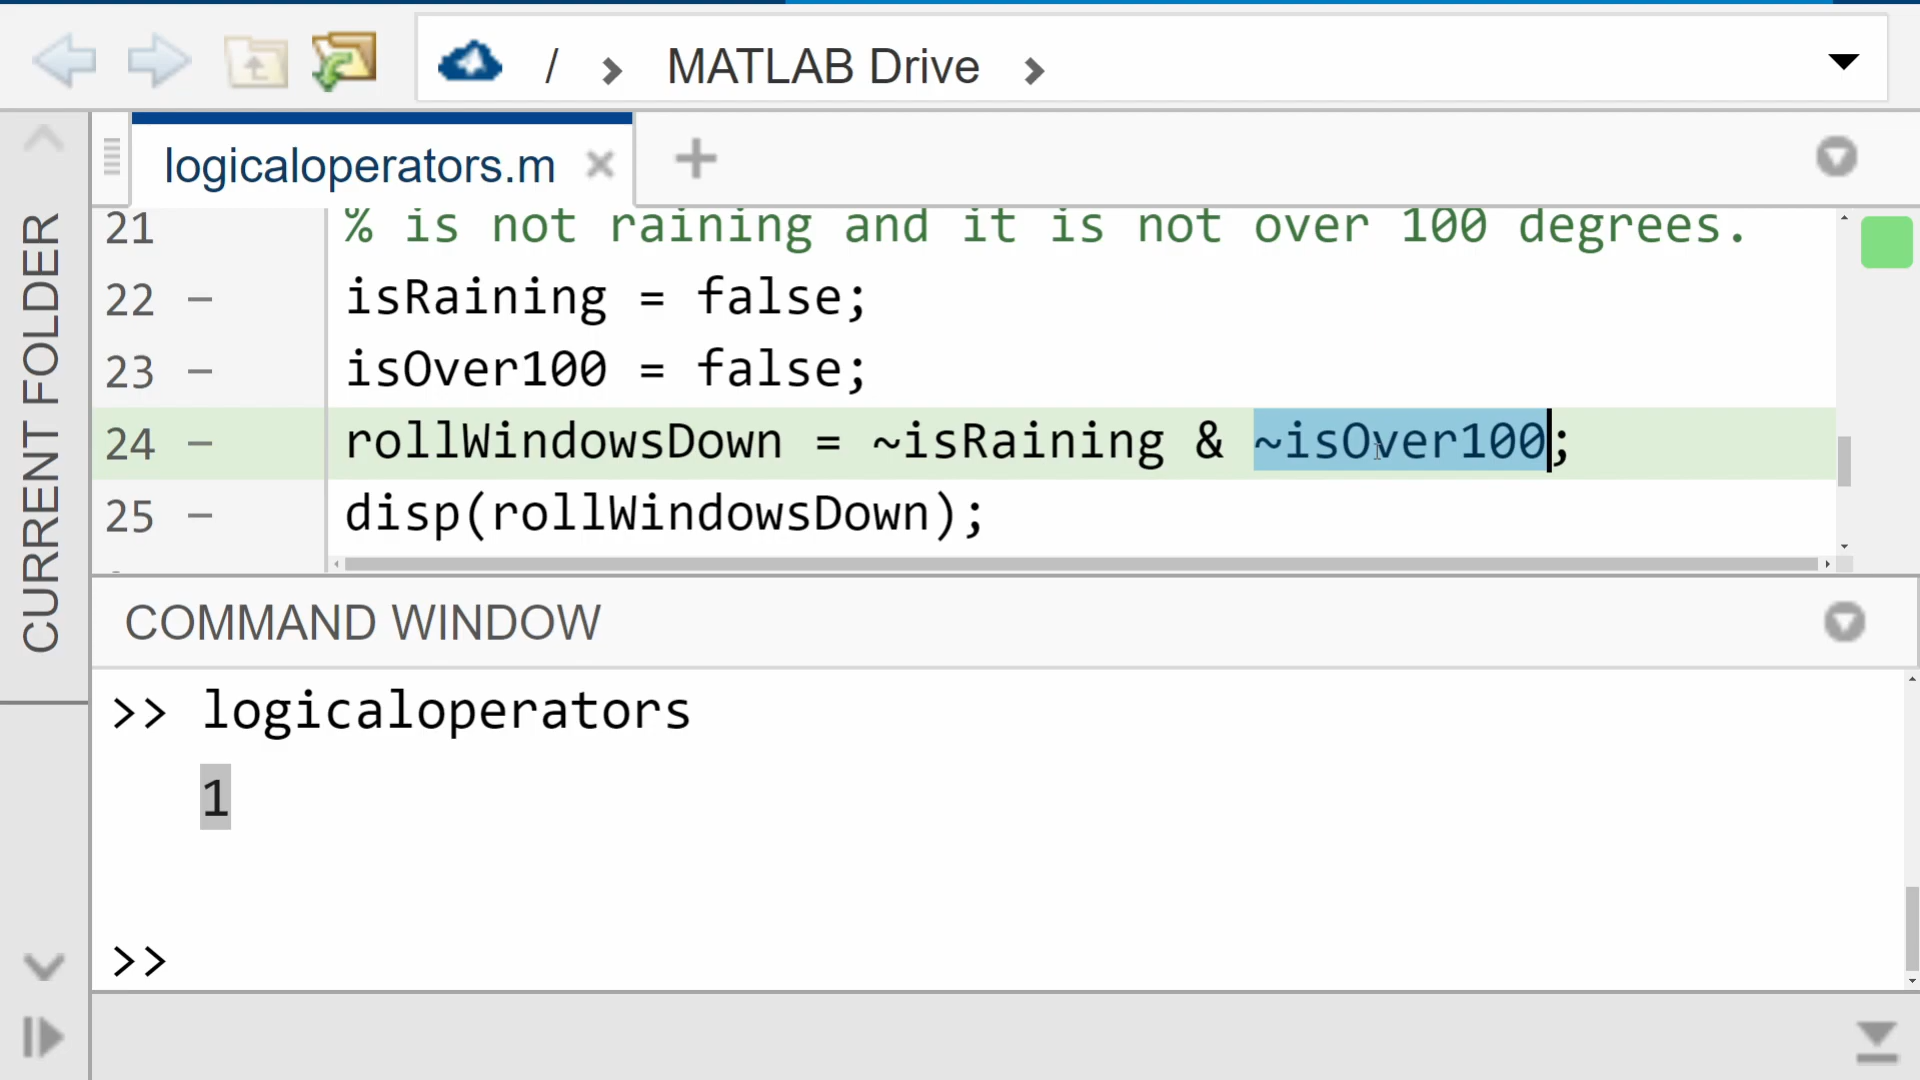 / > MATLAB Drive >
logicaloperators.m
CURRENT FOLDER
21 % is not raining and it is not over 100 degrees.
22 − isRaining = false;
23 − isOver100 = false;
24 − rollWindowsDown = ~isRaining & ~isOver100;
25 − disp(rollWindowsDown);
COMMAND WINDOW
>> logicaloperators
1
>>